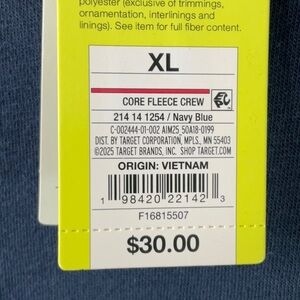 polyester (exclusive of trimmings,
ornamentation, interlinings and
linings). See item for full fiber content.
XL
CORE FLEECE CREW
214 14 1254 / Navy Blue
C-002444-01-002 AIM25_50A18-0199
DIST. BY TARGET CORPORATION, MPLS., MN 55403
©2025 TARGET BRANDS, INC. SHOP TARGET.COM
ORIGIN: VIETNAM
1 98420 22142 3
F16815507
$30.00